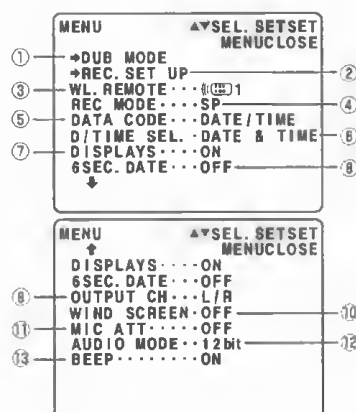 MENU ▲▼SEL. SETSET
MENUCLOSE
① ➔DUB MODE
➔REC. SET UP ②
③ WL. REMOTE ··· 1
REC MODE ···· SP ④
⑤ DATA CODE ··· DATE/TIME
D/TIME SEL. · DATE & TIME ⑥
⑦ DISPLAYS ···· ON
6SEC. DATE ··· OFF ⑧
MENU ▲▼SEL. SETSET
MENUCLOSE
DISPLAYS ···· ON
6SEC. DATE ··· OFF
⑨ OUTPUT CH ··· L/R
WIND SCREEN · OFF ⑩
⑪ MIC ATT ····· OFF
AUDIO MODE ·· 12bit ⑫
⑬ BEEP ········ ON